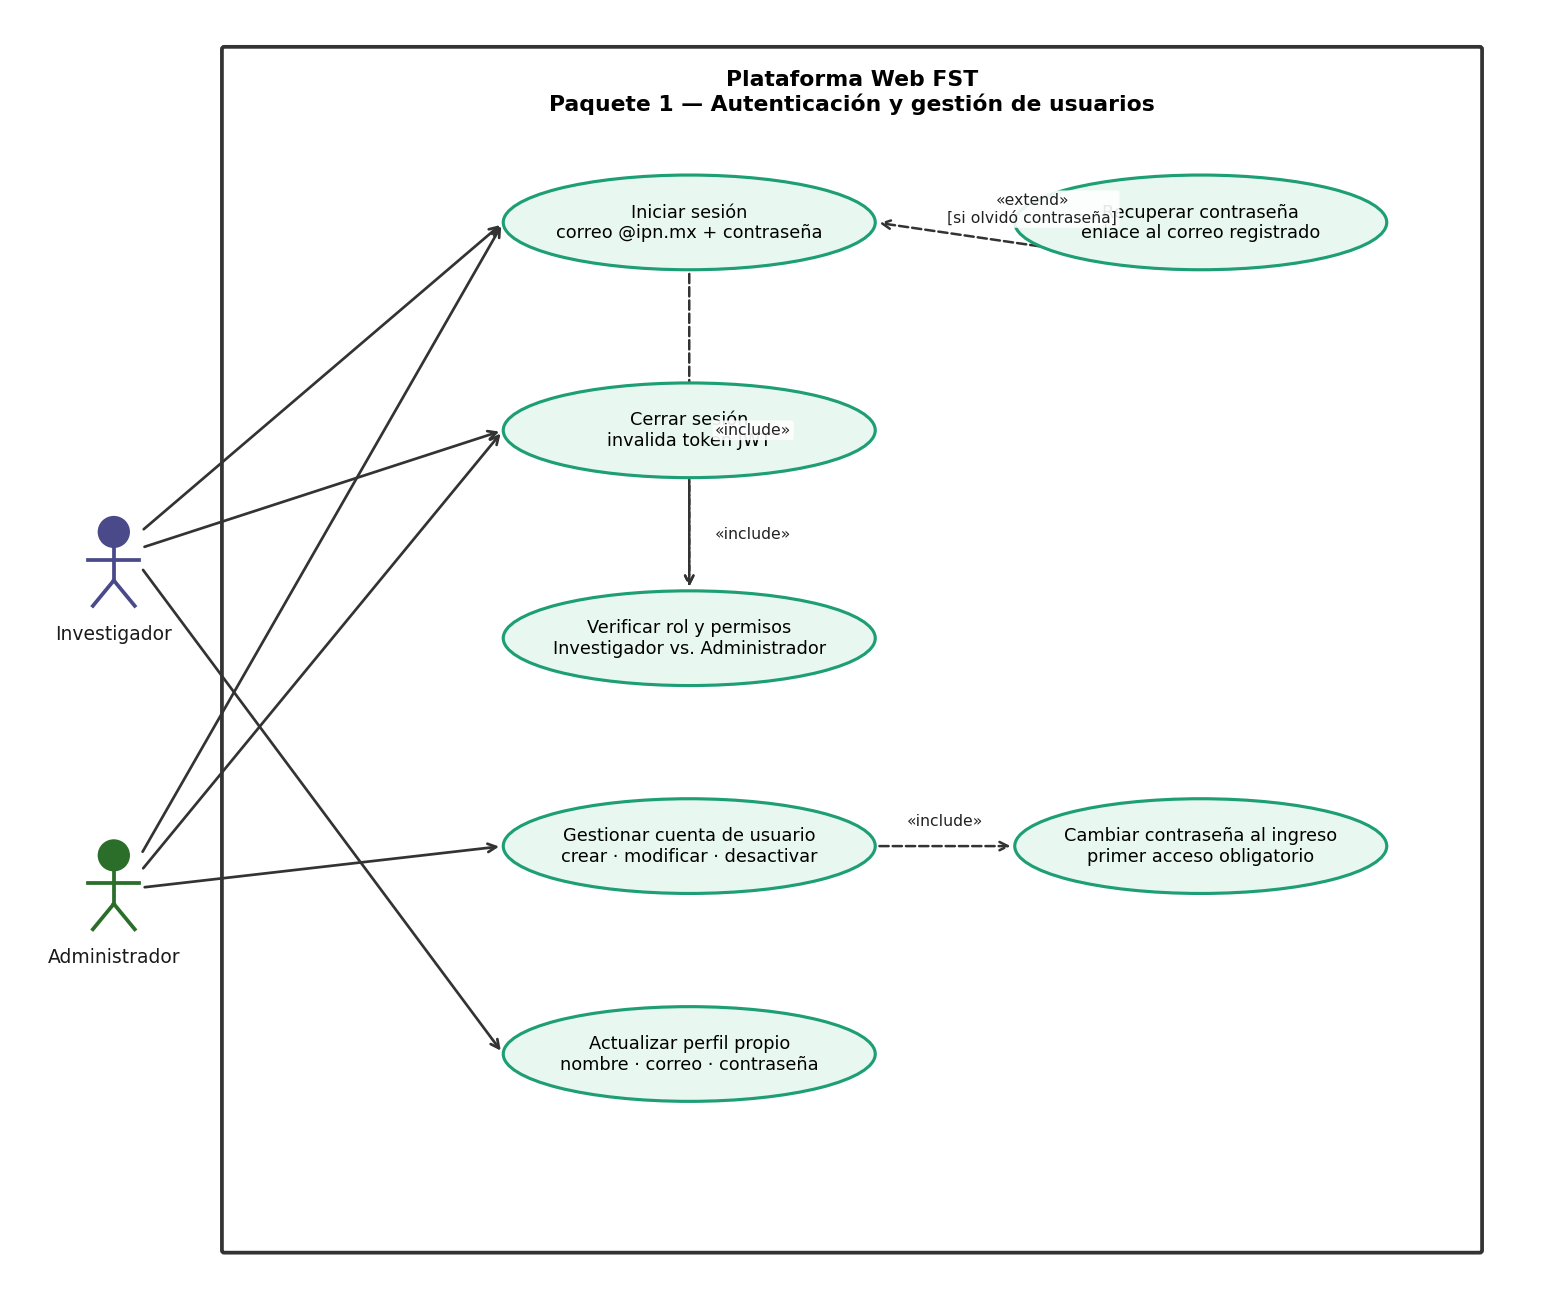 Plataforma Web FST
Paquete 1 — Autenticación y gestión de usuarios
Iniciar sesión
correo @ipn.mx + contraseña
«extend»
[si olvidó contraseña]
Recuperar contraseña
enlace al correo registrado
Cerrar sesión
invalida token JWT
«include»
«include»
Verificar rol y permisos
Investigador vs. Administrador
Investigador
Gestionar cuenta de usuario
crear · modificar · desactivar
«include»
Cambiar contraseña al ingreso
primer acceso obligatorio
Administrador
Actualizar perfil propio
nombre · correo · contraseña